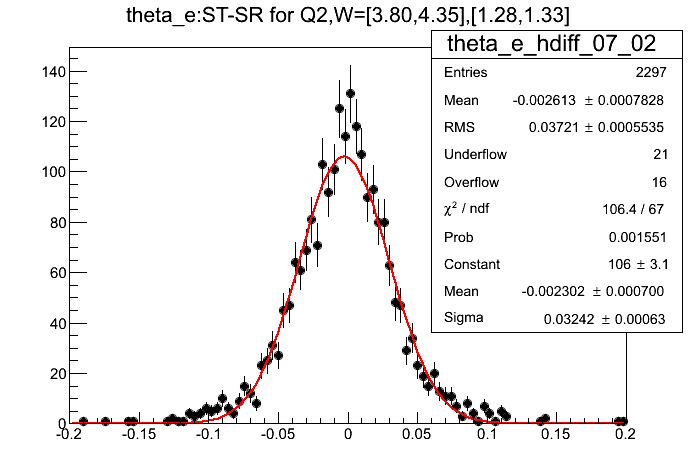 theta_e:ST-SR for Q2,W=[3.80,4.35],[1.28,1.33]
theta_e_hdiff_07_02
Entries 2297
Mean -0.002613 ± 0.0007828
RMS 0.03721 ± 0.0005535
Underflow 21
Overflow 16
χ² / ndf 106.4 / 67
Prob 0.001551
Constant 106 ± 3.1
Mean -0.002302 ± 0.000700
Sigma 0.03242 ± 0.00063
140
120
100
80
60
40
20
0
-0.2 -0.15 -0.1 -0.05 0 0.05 0.1 0.15 0.2